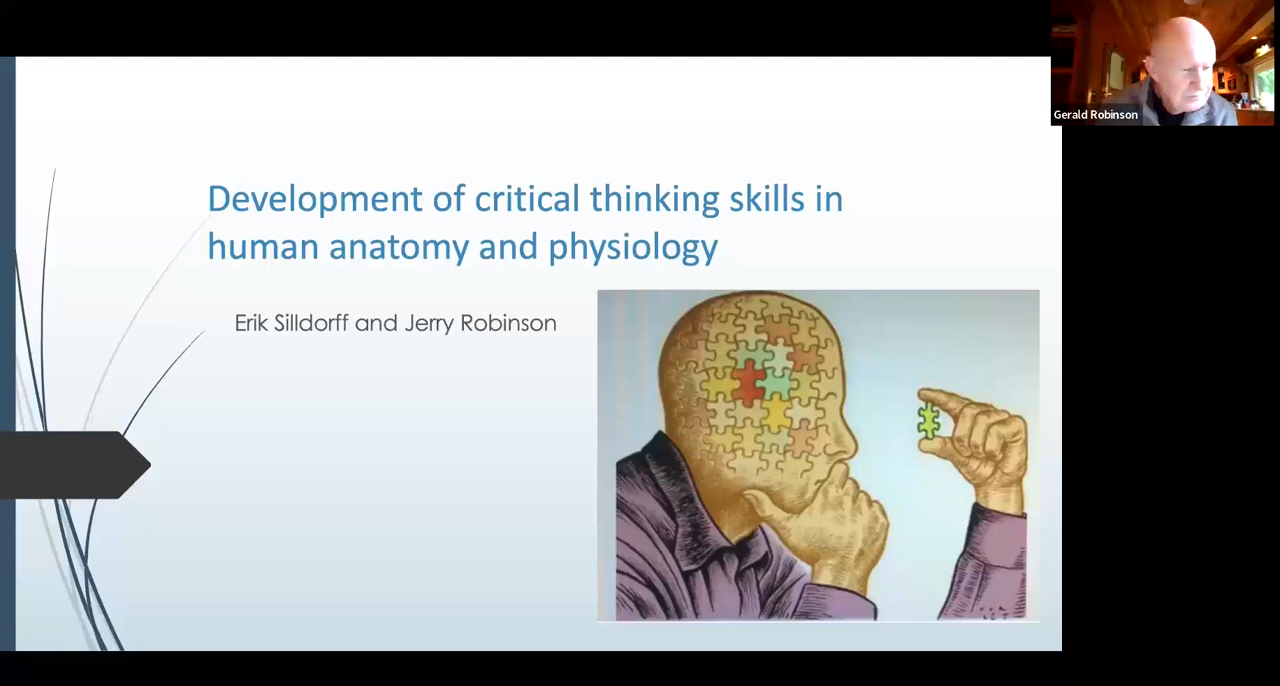 Gerald Robinson
Development of critical thinking skills in
human anatomy and physiology
Erik Silldorff and Jerry Robinson